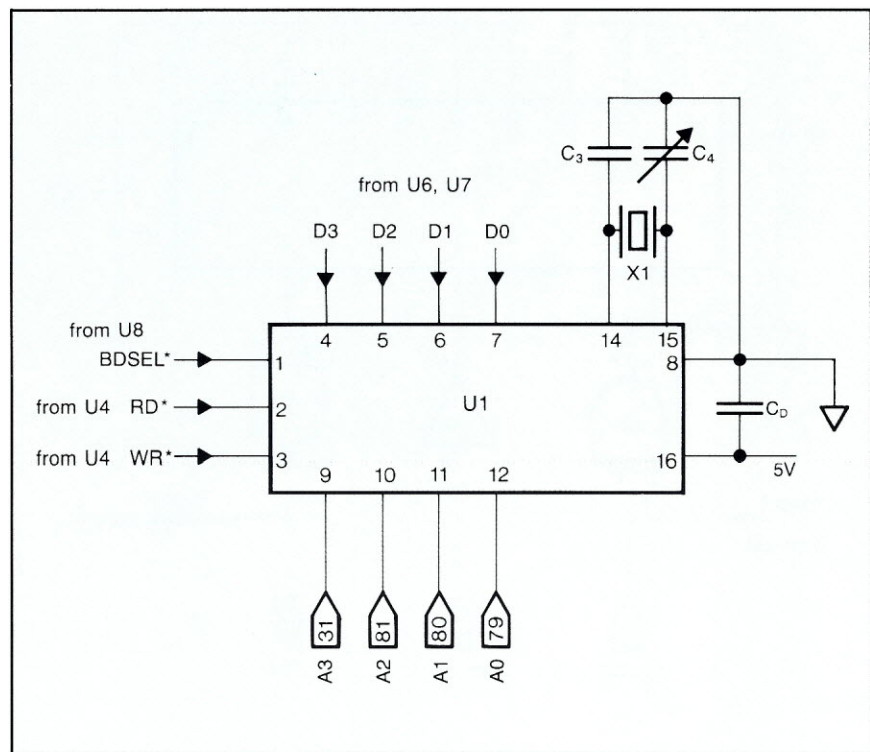 C3 C4
from U6, U7
D3 D2 D1 D0
X1
from U8
4 5 6 7 14 15
BDSEL* 1 8
U1 CD
from U4 RD* 2
from U4 WR* 3 16
5V
9 10 11 12
31 81 80 79
A3 A2 A1 A0